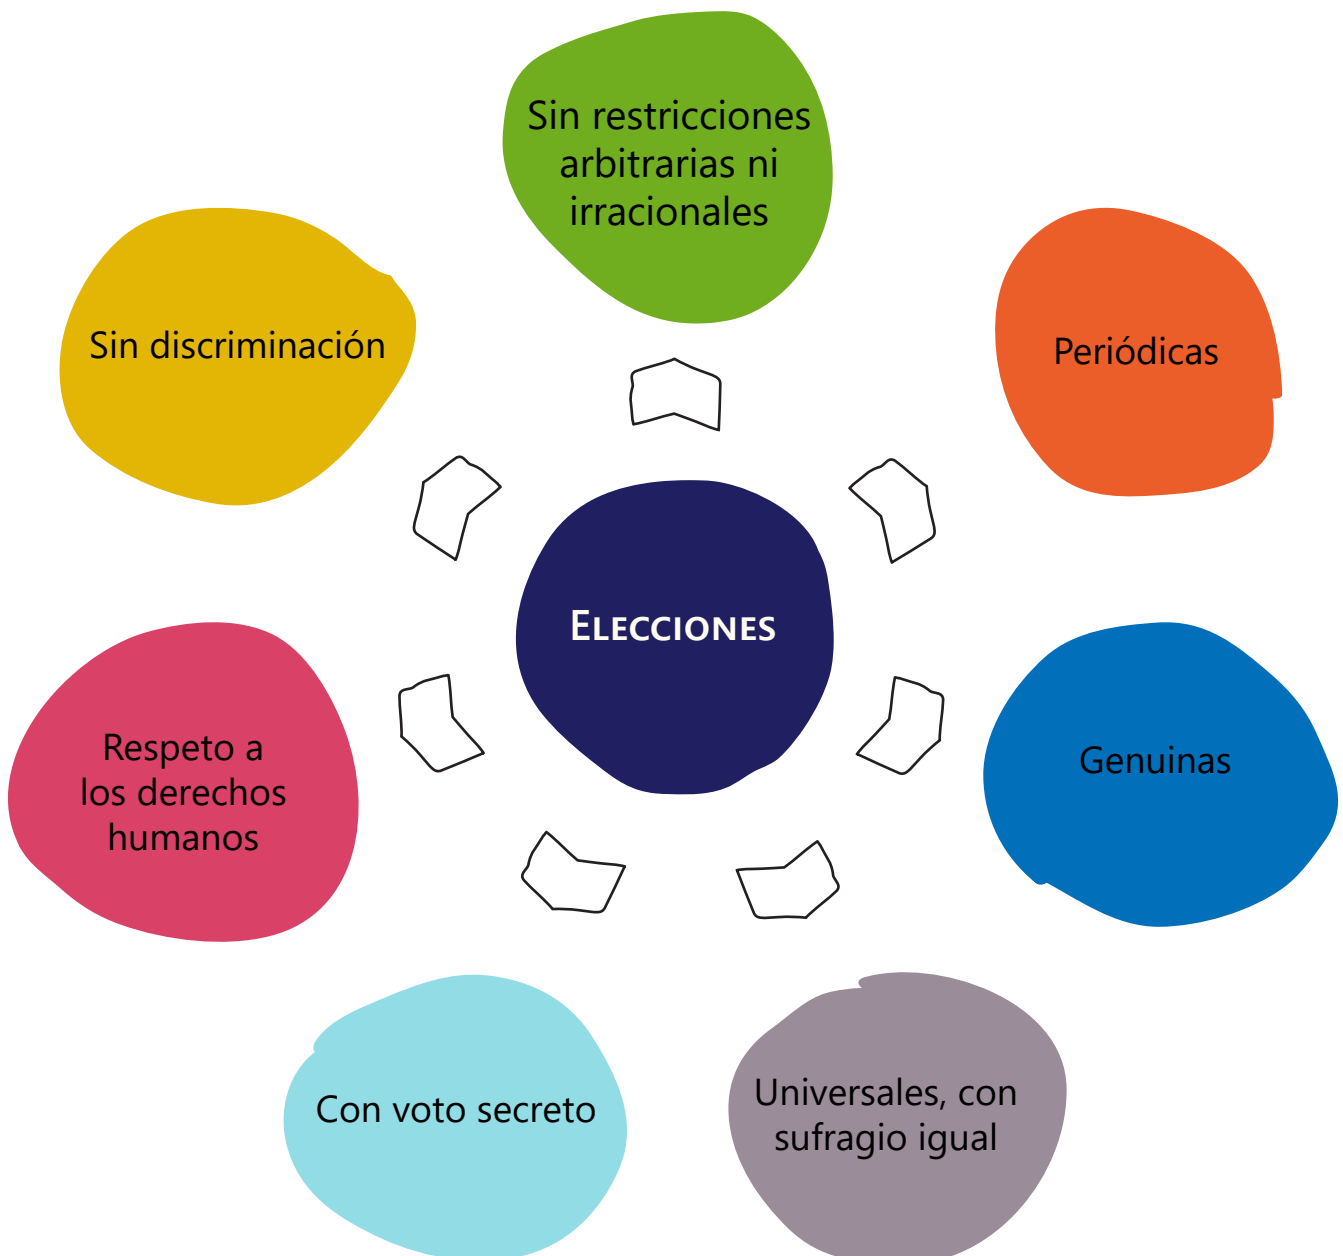 Sin restricciones
arbitrarias ni
irracionales
Sin discriminación
Periódicas
ELECCIONES
Respeto a
los derechos
humanos
Genuinas
Con voto secreto
Universales, con
sufragio igual